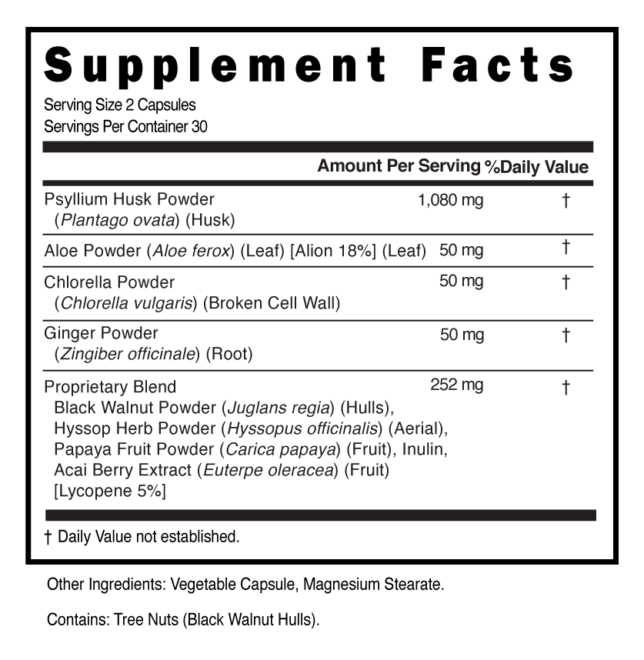 Supplement Facts
Serving Size 2 Capsules
Servings Per Container 30
Amount Per Serving %Daily Value
Psyllium Husk Powder 1,080 mg †
(Plantago ovata) (Husk)
Aloe Powder (Aloe ferox) (Leaf) [Alion 18%] (Leaf) 50 mg †
Chlorella Powder 50 mg †
(Chlorella vulgaris) (Broken Cell Wall)
Ginger Powder 50 mg †
(Zingiber officinale) (Root)
Proprietary Blend 252 mg †
Black Walnut Powder (Juglans regia) (Hulls),
Hyssop Herb Powder (Hyssopus officinalis) (Aerial),
Papaya Fruit Powder (Carica papaya) (Fruit), Inulin,
Acai Berry Extract (Euterpe oleracea) (Fruit)
[Lycopene 5%]
† Daily Value not established.
Other Ingredients: Vegetable Capsule, Magnesium Stearate.
Contains: Tree Nuts (Black Walnut Hulls).